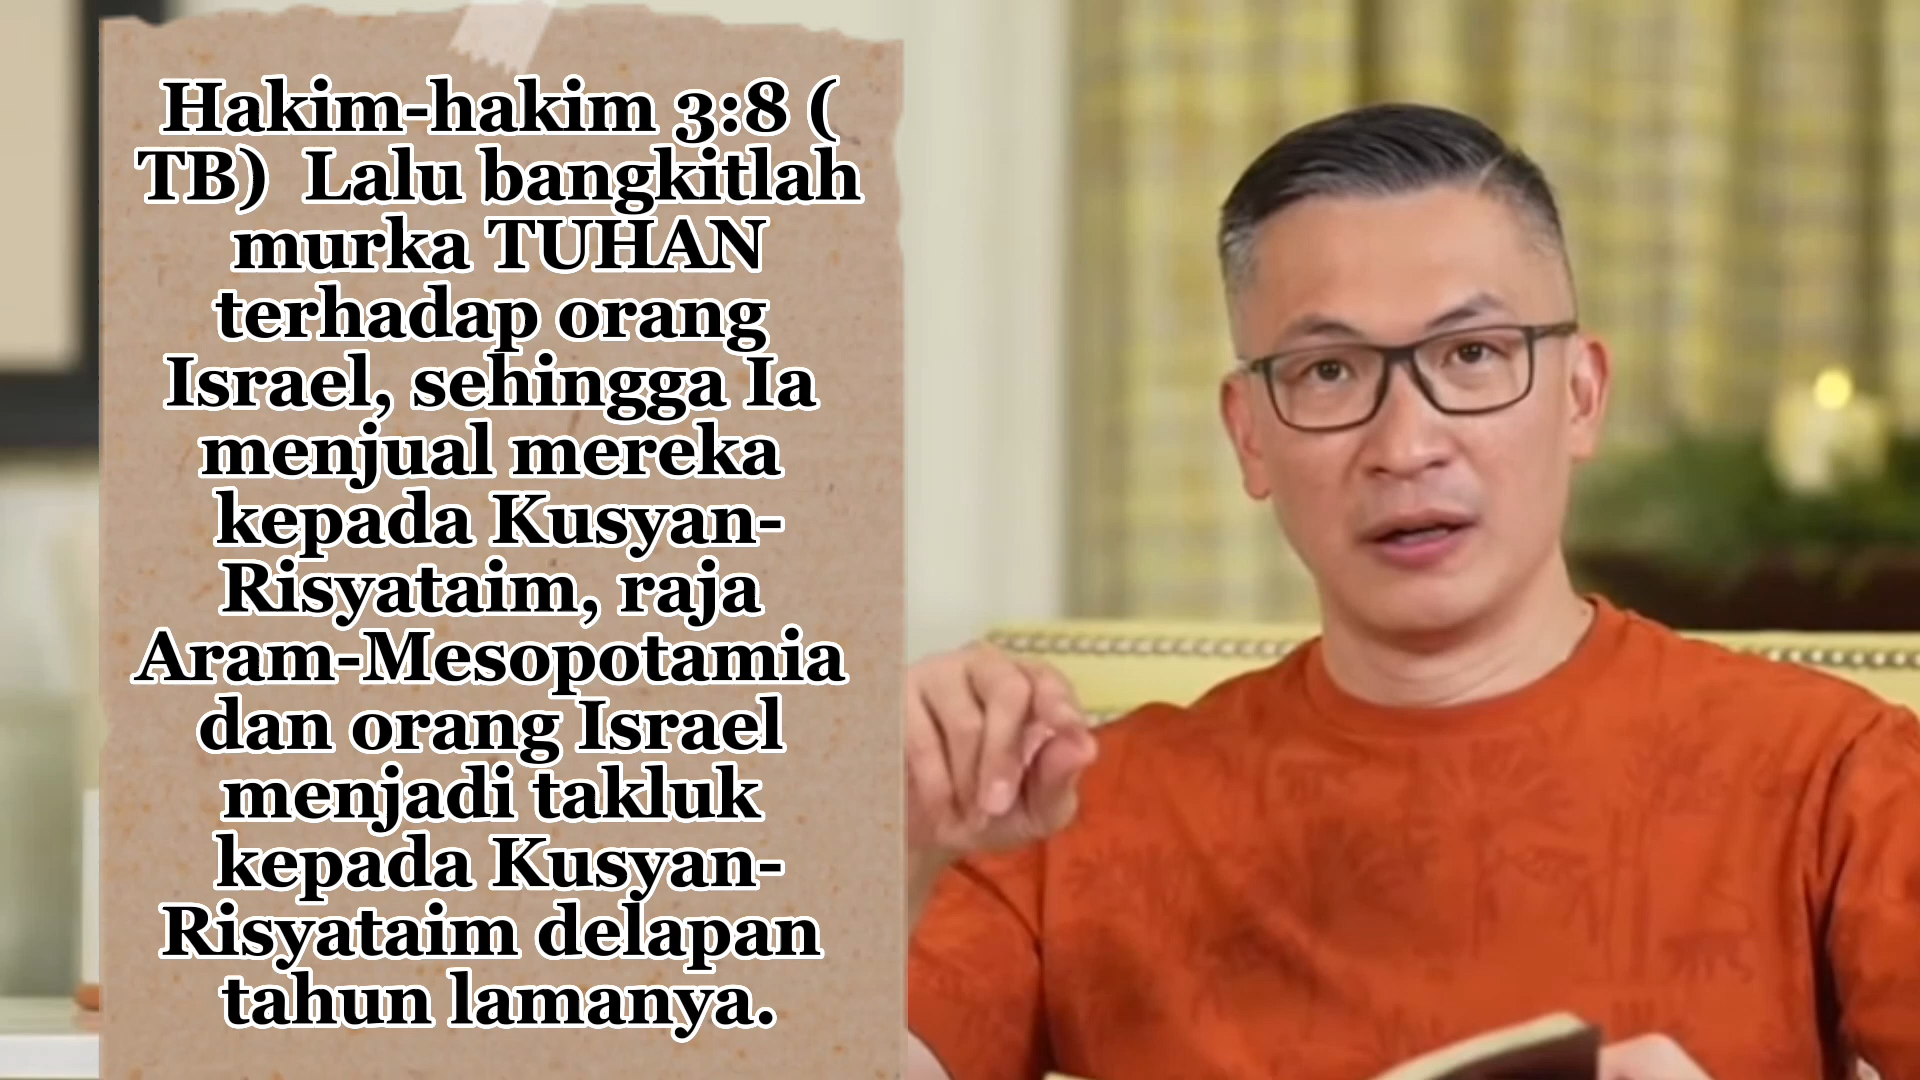 Hakim-hakim 3:8 (
TB)  Lalu bangkitlah
murka TUHAN
terhadap orang
Israel, sehingga Ia
menjual mereka
kepada Kusyan-
Risyataim, raja
Aram-Mesopotamia
dan orang Israel
menjadi takluk
kepada Kusyan-
Risyataim delapan
tahun lamanya.